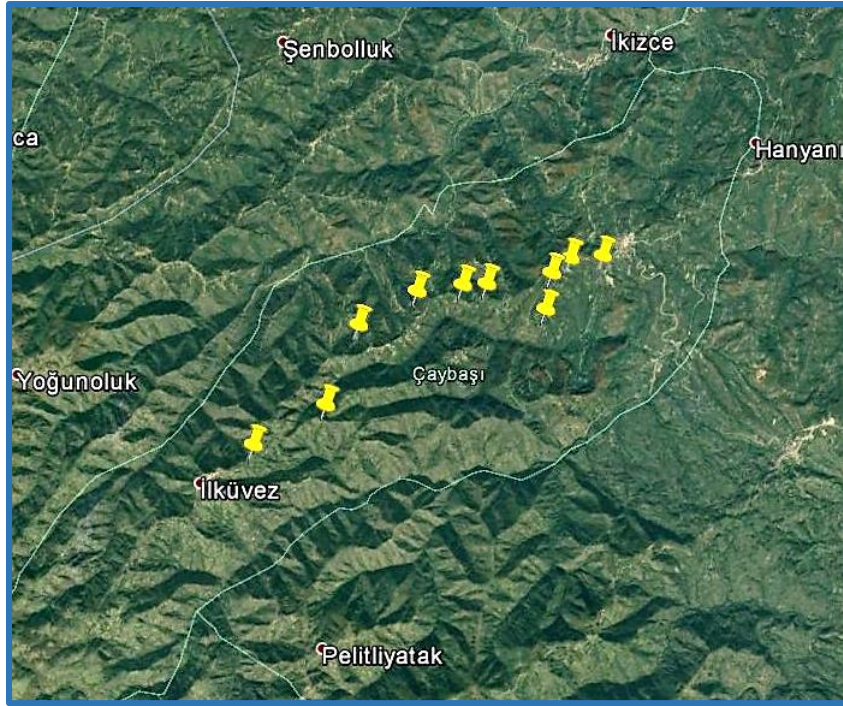 Şenbolluk
İkizce
ca
Hanyanı
Çaybaşı
Yoğunoluk
İlküvez
Pelitliyatak